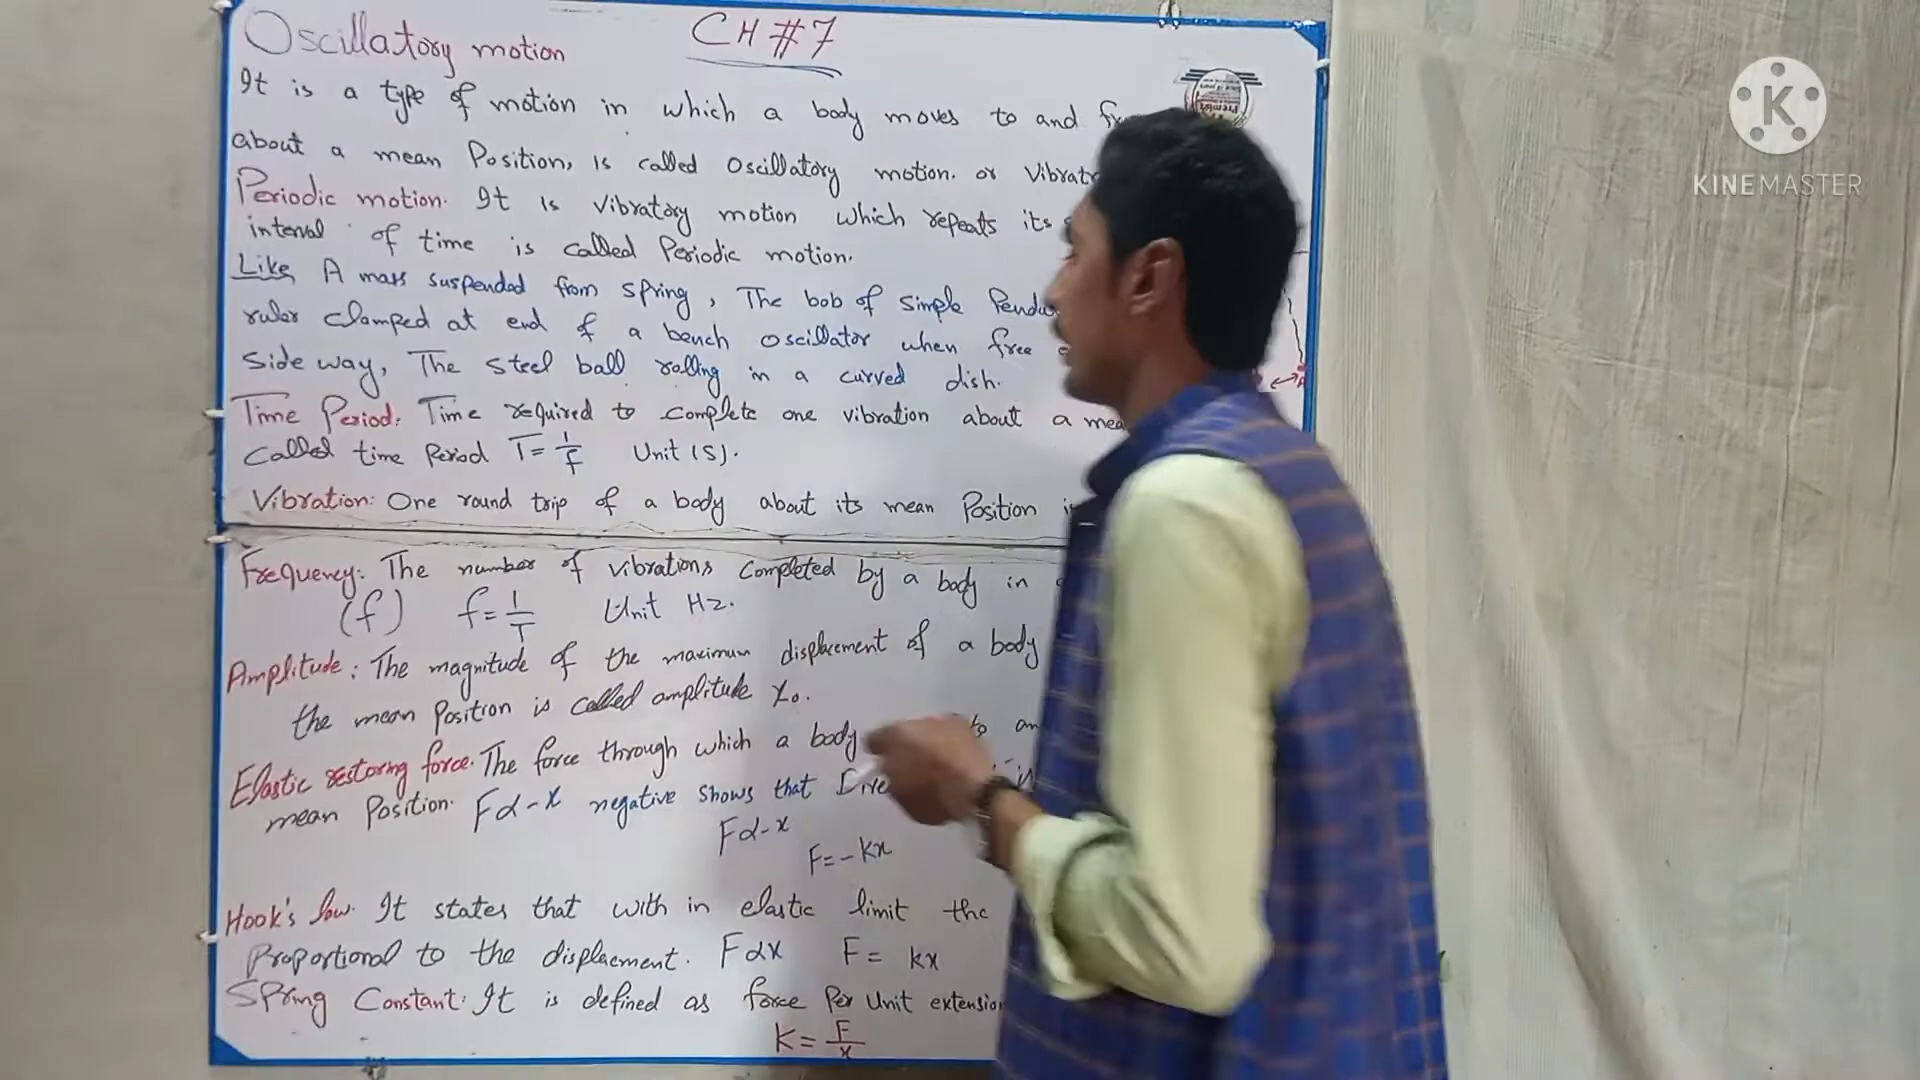 Oscillatory motion CH #7
It is a type of motion in which a body moves to and
about a mean Position, is called oscillatory motion. or
Periodic motion. It is vibratory motion which repeats its
interval of time is called Periodic motion.
Like, A mass suspended from spring, The bob of simple
ruler clamped at end of a bench oscillator when free
side way, The steel ball rolling in a curved dish.
Time Period: Time required to complete one vibration about a
called time Period T = 1/f Unit (S).
Vibration: One round trip of a body about its mean Position
Frequency: The number of vibrations completed by a body in
(f) f = 1/T Unit Hz.
Amplitude: The magnitude of the maximum displacement of a body
the mean Position is called amplitude X₀.
Elastic restoring force. The force through which a body to
mean Position. F α -x negative shows that
F α -x
F = -kx
Hook's law. It states that with in elastic limit the
Proportional to the displacement. F α x F = kx
Spring Constant: It is defined as force Per Unit extension
K = F/x
KINEMASTER